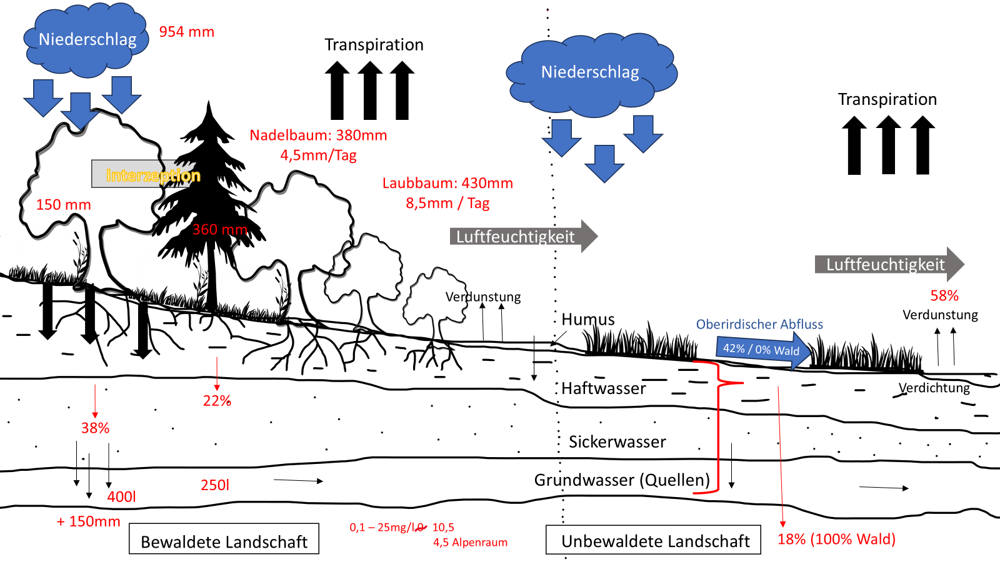 Niederschlag
954 mm
Transpiration
Niederschlag
Transpiration
Nadelbaum: 380mm
4,5mm/Tag
Interzeption
Laubbaum: 430mm
8,5mm / Tag
150 mm
360 mm
Luftfeuchtigkeit
Luftfeuchtigkeit
58%
Verdunstung
Verdunstung
Humus
Oberirdischer Abfluss
42% / 0% Wald
Haftwasser
Verdichtung
22%
38%
Sickerwasser
Grundwasser (Quellen)
250l
400l
+ 150mm
0,1 – 25mg/l 10,5
4,5 Alpenraum
Bewaldete Landschaft
Unbewaldete Landschaft
18% (100% Wald)